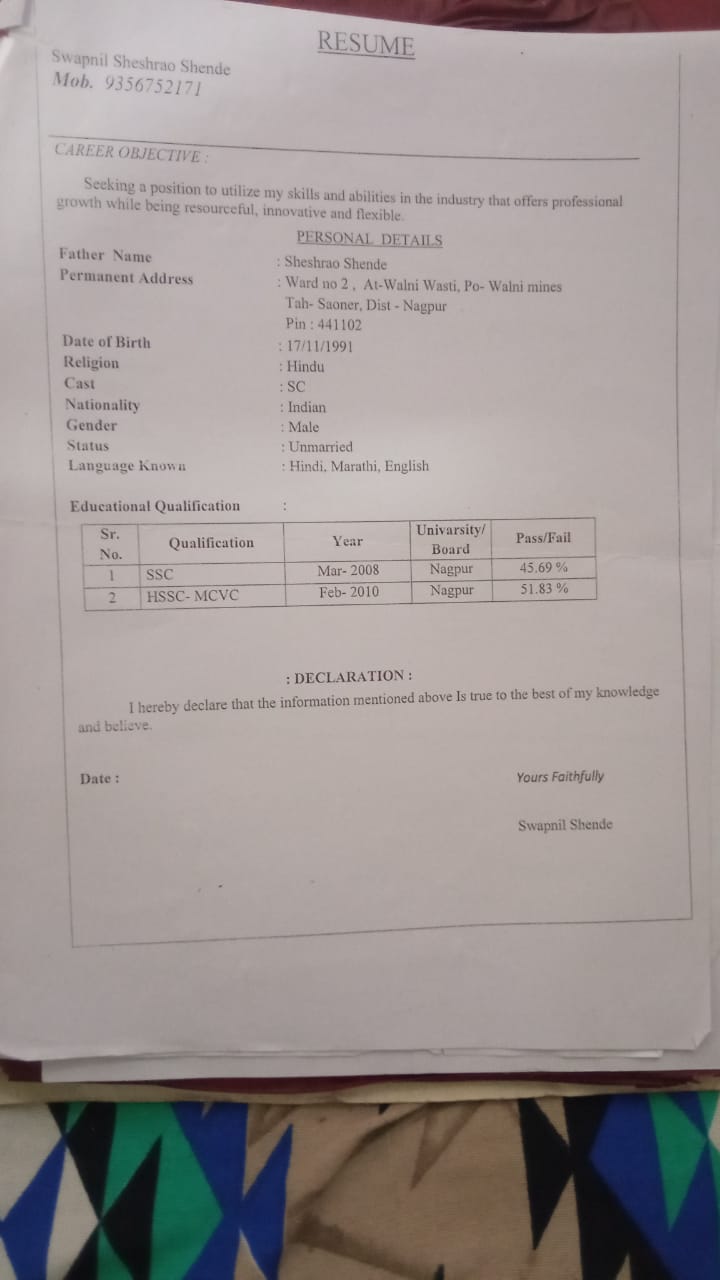 RESUME
Swapnil Sheshrao Shende
Mob. 9356752171
CAREER OBJECTIVE :
Seeking a position to utilize my skills and abilities in the industry that offers professional
growth while being resourceful, innovative and flexible.
PERSONAL DETAILS
Father Name : Sheshrao Shende
Permanent Address : Ward no 2 , At-Walni Wasti, Po- Walni mines
Tah- Saoner, Dist - Nagpur
Pin : 441102
Date of Birth : 17/11/1991
Religion : Hindu
Cast : SC
Nationality : Indian
Gender : Male
Status : Unmarried
Language Known : Hindi, Marathi, English
Educational Qualification :
Sr. No. Qualification Year Univarsity/ Board Pass/Fail
1 SSC Mar- 2008 Nagpur 45.69 %
2 HSSC- MCVC Feb- 2010 Nagpur 51.83 %
: DECLARATION :
I hereby declare that the information mentioned above Is true to the best of my knowledge
and believe.
Date : Yours Faithfully
Swapnil Shende